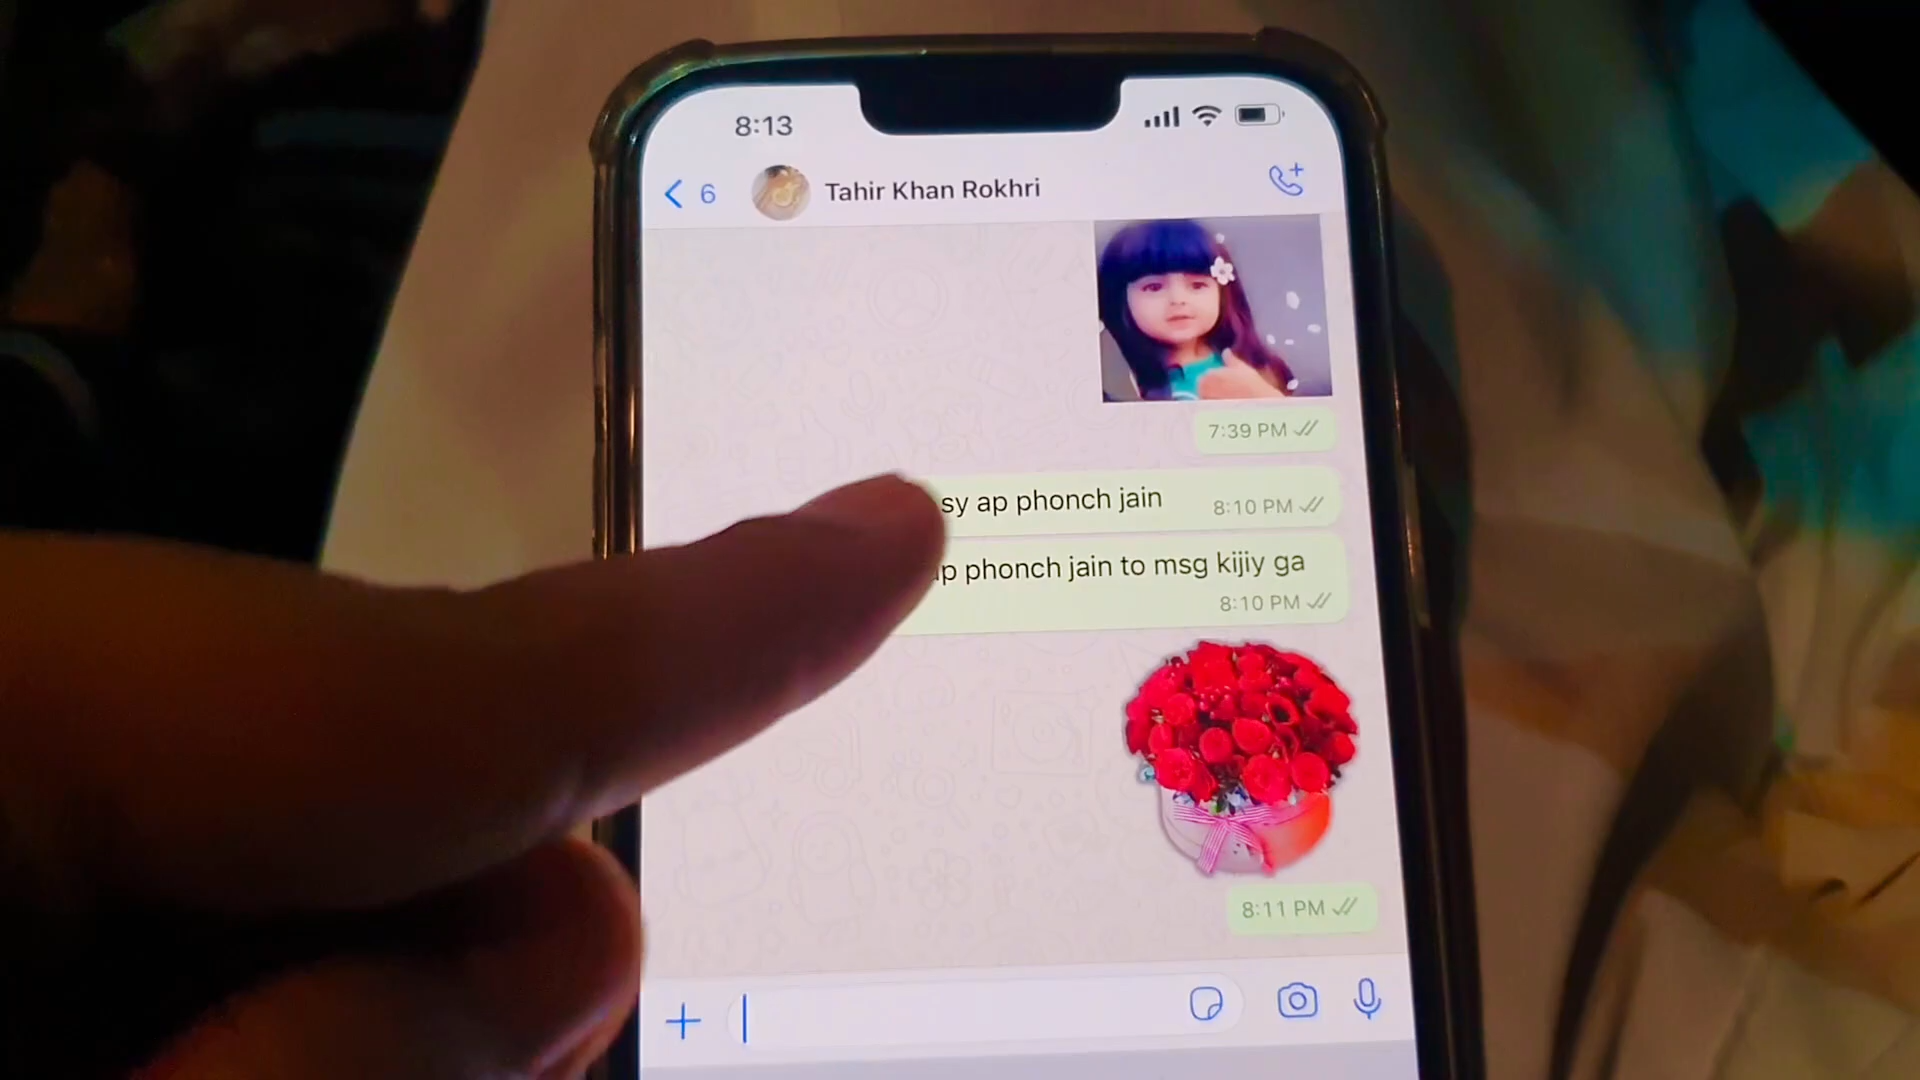 8:13
6
Tahir Khan Rokhri
7:39 PM
sy ap phonch jain
8:10 PM
phonch jain to msg kijiy ga
8:10 PM
8:11 PM